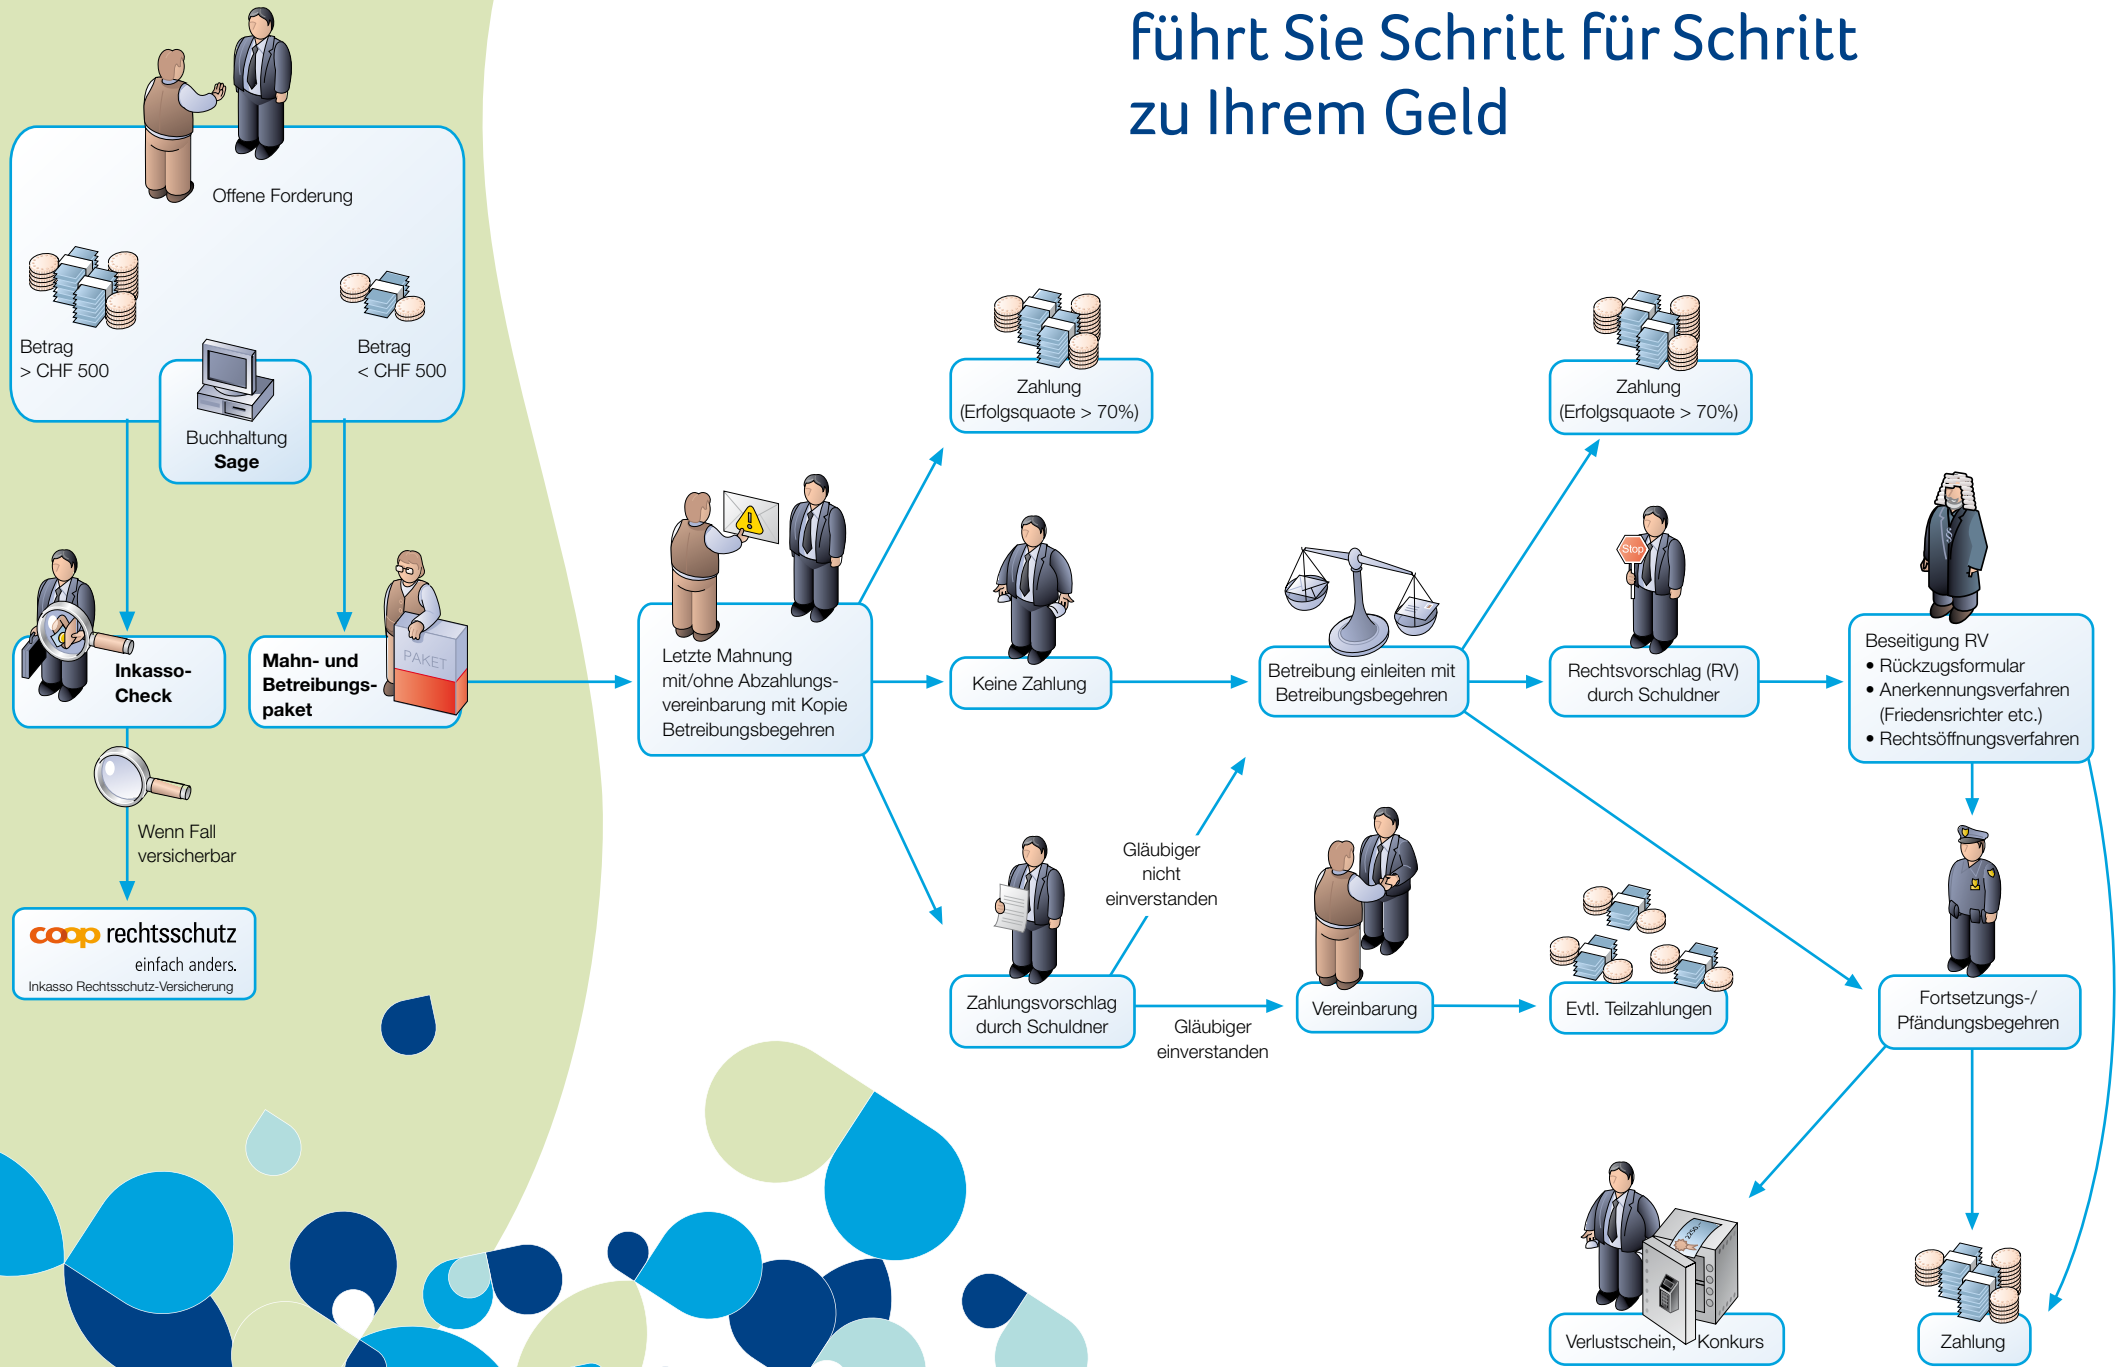 führt Sie Schritt für Schritt
zu Ihrem Geld
Offene Forderung
Betrag
> CHF 500
Betrag
< CHF 500
Buchhaltung
Sage
Inkasso-
Check
Mahn- und
Betreibungs-
paket
PAKET
Wenn Fall
versicherbar
coop rechtsschutz
einfach anders.
Inkasso Rechtsschutz-Versicherung
Letzte Mahnung
mit/ohne Abzahlungs-
vereinbarung mit Kopie
Betreibungsbegehren
Zahlung
(Erfolgsquaote > 70%)
Keine Zahlung
Zahlungsvorschlag
durch Schuldner
Gläubiger
nicht
einverstanden
Gläubiger
einverstanden
Betreibung einleiten mit
Betreibungsbegehren
Vereinbarung
Zahlung
(Erfolgsquaote > 70%)
Stop
Rechtsvorschlag (RV)
durch Schuldner
Evtl. Teilzahlungen
Beseitigung RV
• Rückzugsformular
• Anerkennungsverfahren
(Friedensrichter etc.)
• Rechtsöffnungsverfahren
Fortsetzungs-/
Pfändungsbegehren
2250.–
Verlustschein, Konkurs
Zahlung